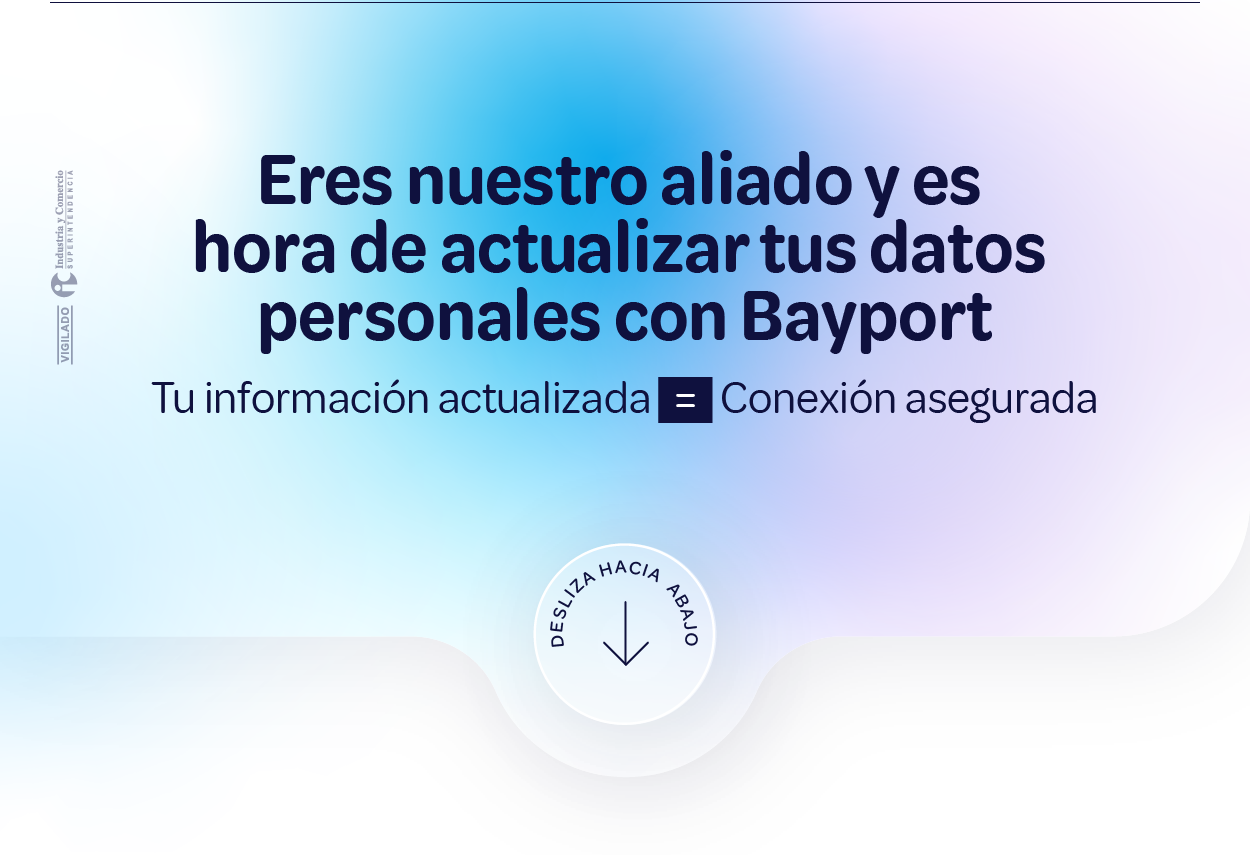 Eres nuestro aliado y es
hora de actualizar tus datos
personales con Bayport
Tu información actualizada = Conexión asegurada
Industria y Comercio
SUPERINTENDENCIA
VIGILADO
DESLIZA HACIA ABAJO